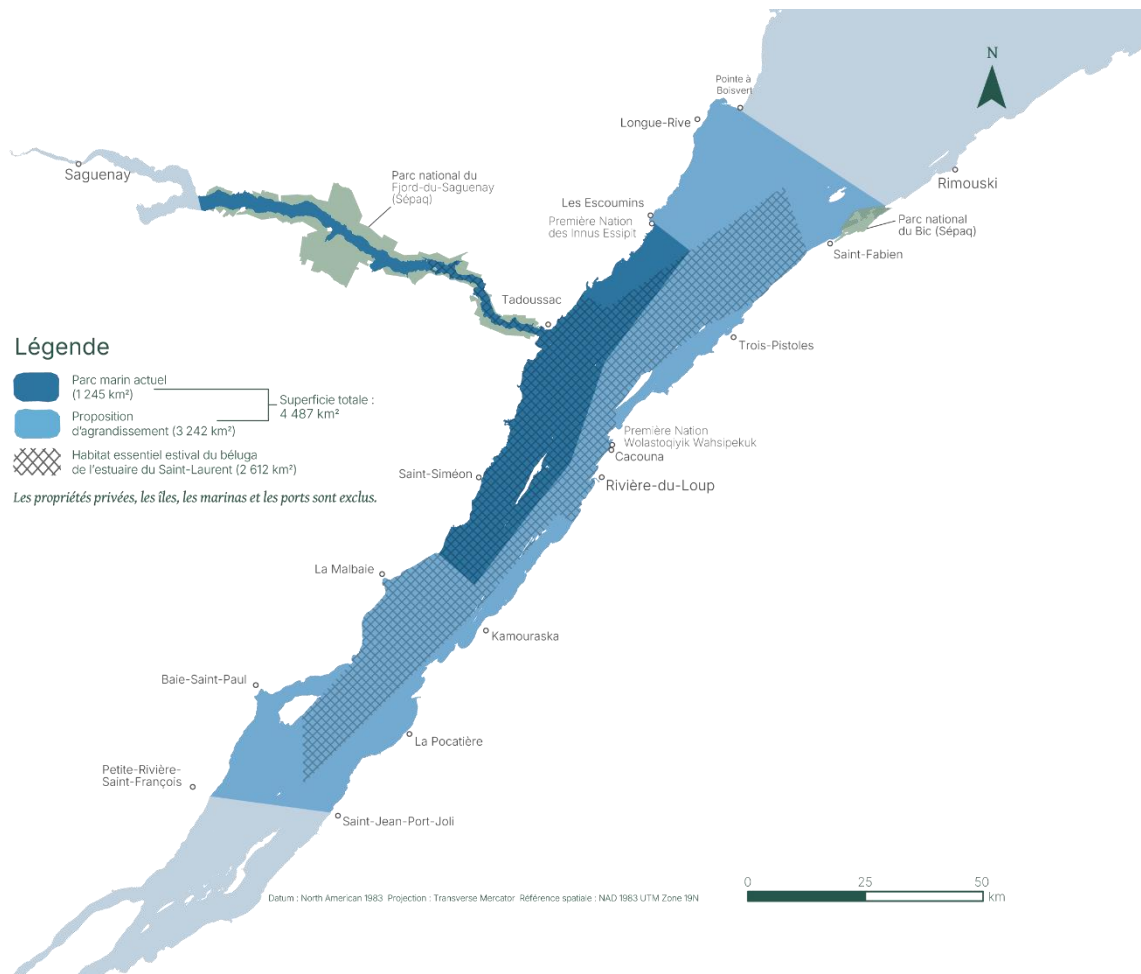 N
Pointe à
Boisvert
Longue-Rive
Saguenay
Parc national du
Fjord-du-Saguenay
(Sépaq)
Rimouski
Les Escoumins
Première Nation
des Innus Essipit
Parc national
du Bic (Sépaq)
Saint-Fabien
Tadoussac
Trois-Pistoles
Légende
Parc marin actuel
(1 245 km²)
Superficie totale :
4 487 km²
Proposition
d'agrandissement (3 242 km²)
Habitat essentiel estival du béluga
de l'estuaire du Saint-Laurent (2 612 km²)
Les propriétés privées, les îles, les marinas et les ports sont exclus.
Première Nation
Wolastoqiyik Wahsipekuk
Cacouna
Saint-Siméon
Rivière-du-Loup
La Malbaie
Kamouraska
Baie-Saint-Paul
La Pocatière
Petite-Rivière-
Saint-François
Saint-Jean-Port-Joli
0 25 50
km
Datum : North American 1983 Projection : Transverse Mercator Référence spatiale : NAD 1983 UTM Zone 19N